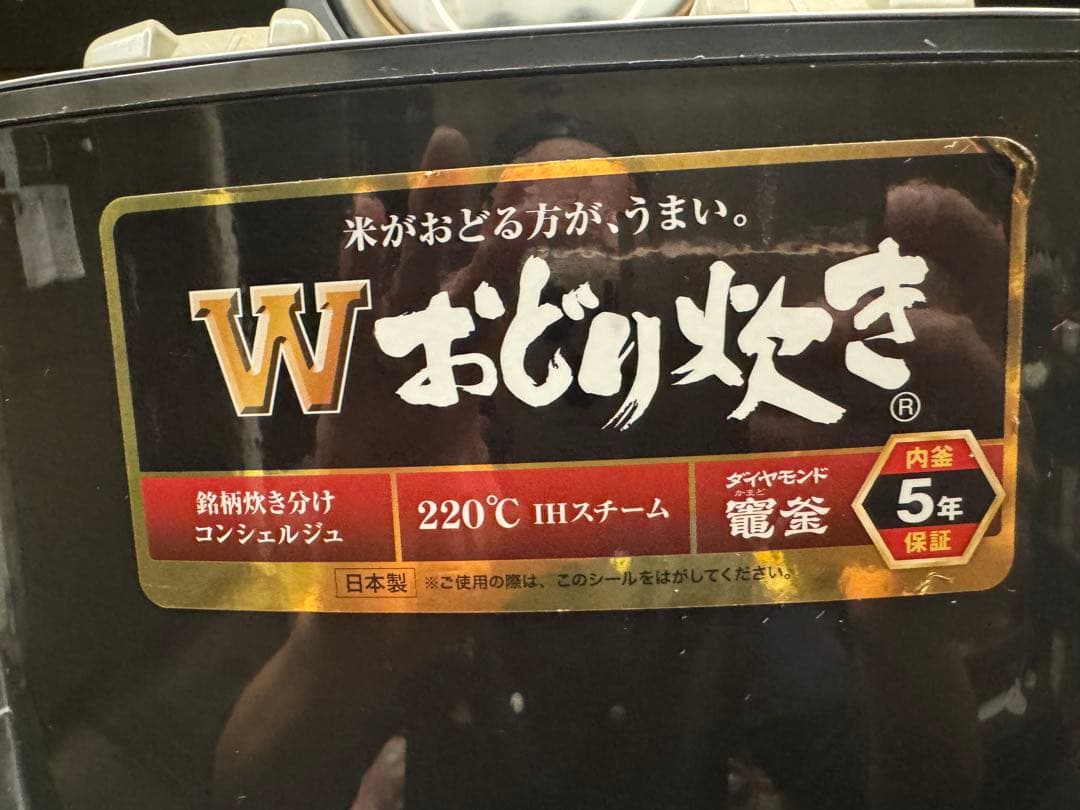 米がおどる方が、うまい。
Wおどり炊き®
銘柄炊き分け
コンシェルジュ
220℃ IHスチーム
ダイヤモンド
かまど
竈釜
内釜
5年
保証
日本製 ※ご使用の際は、このシールをはがしてください。